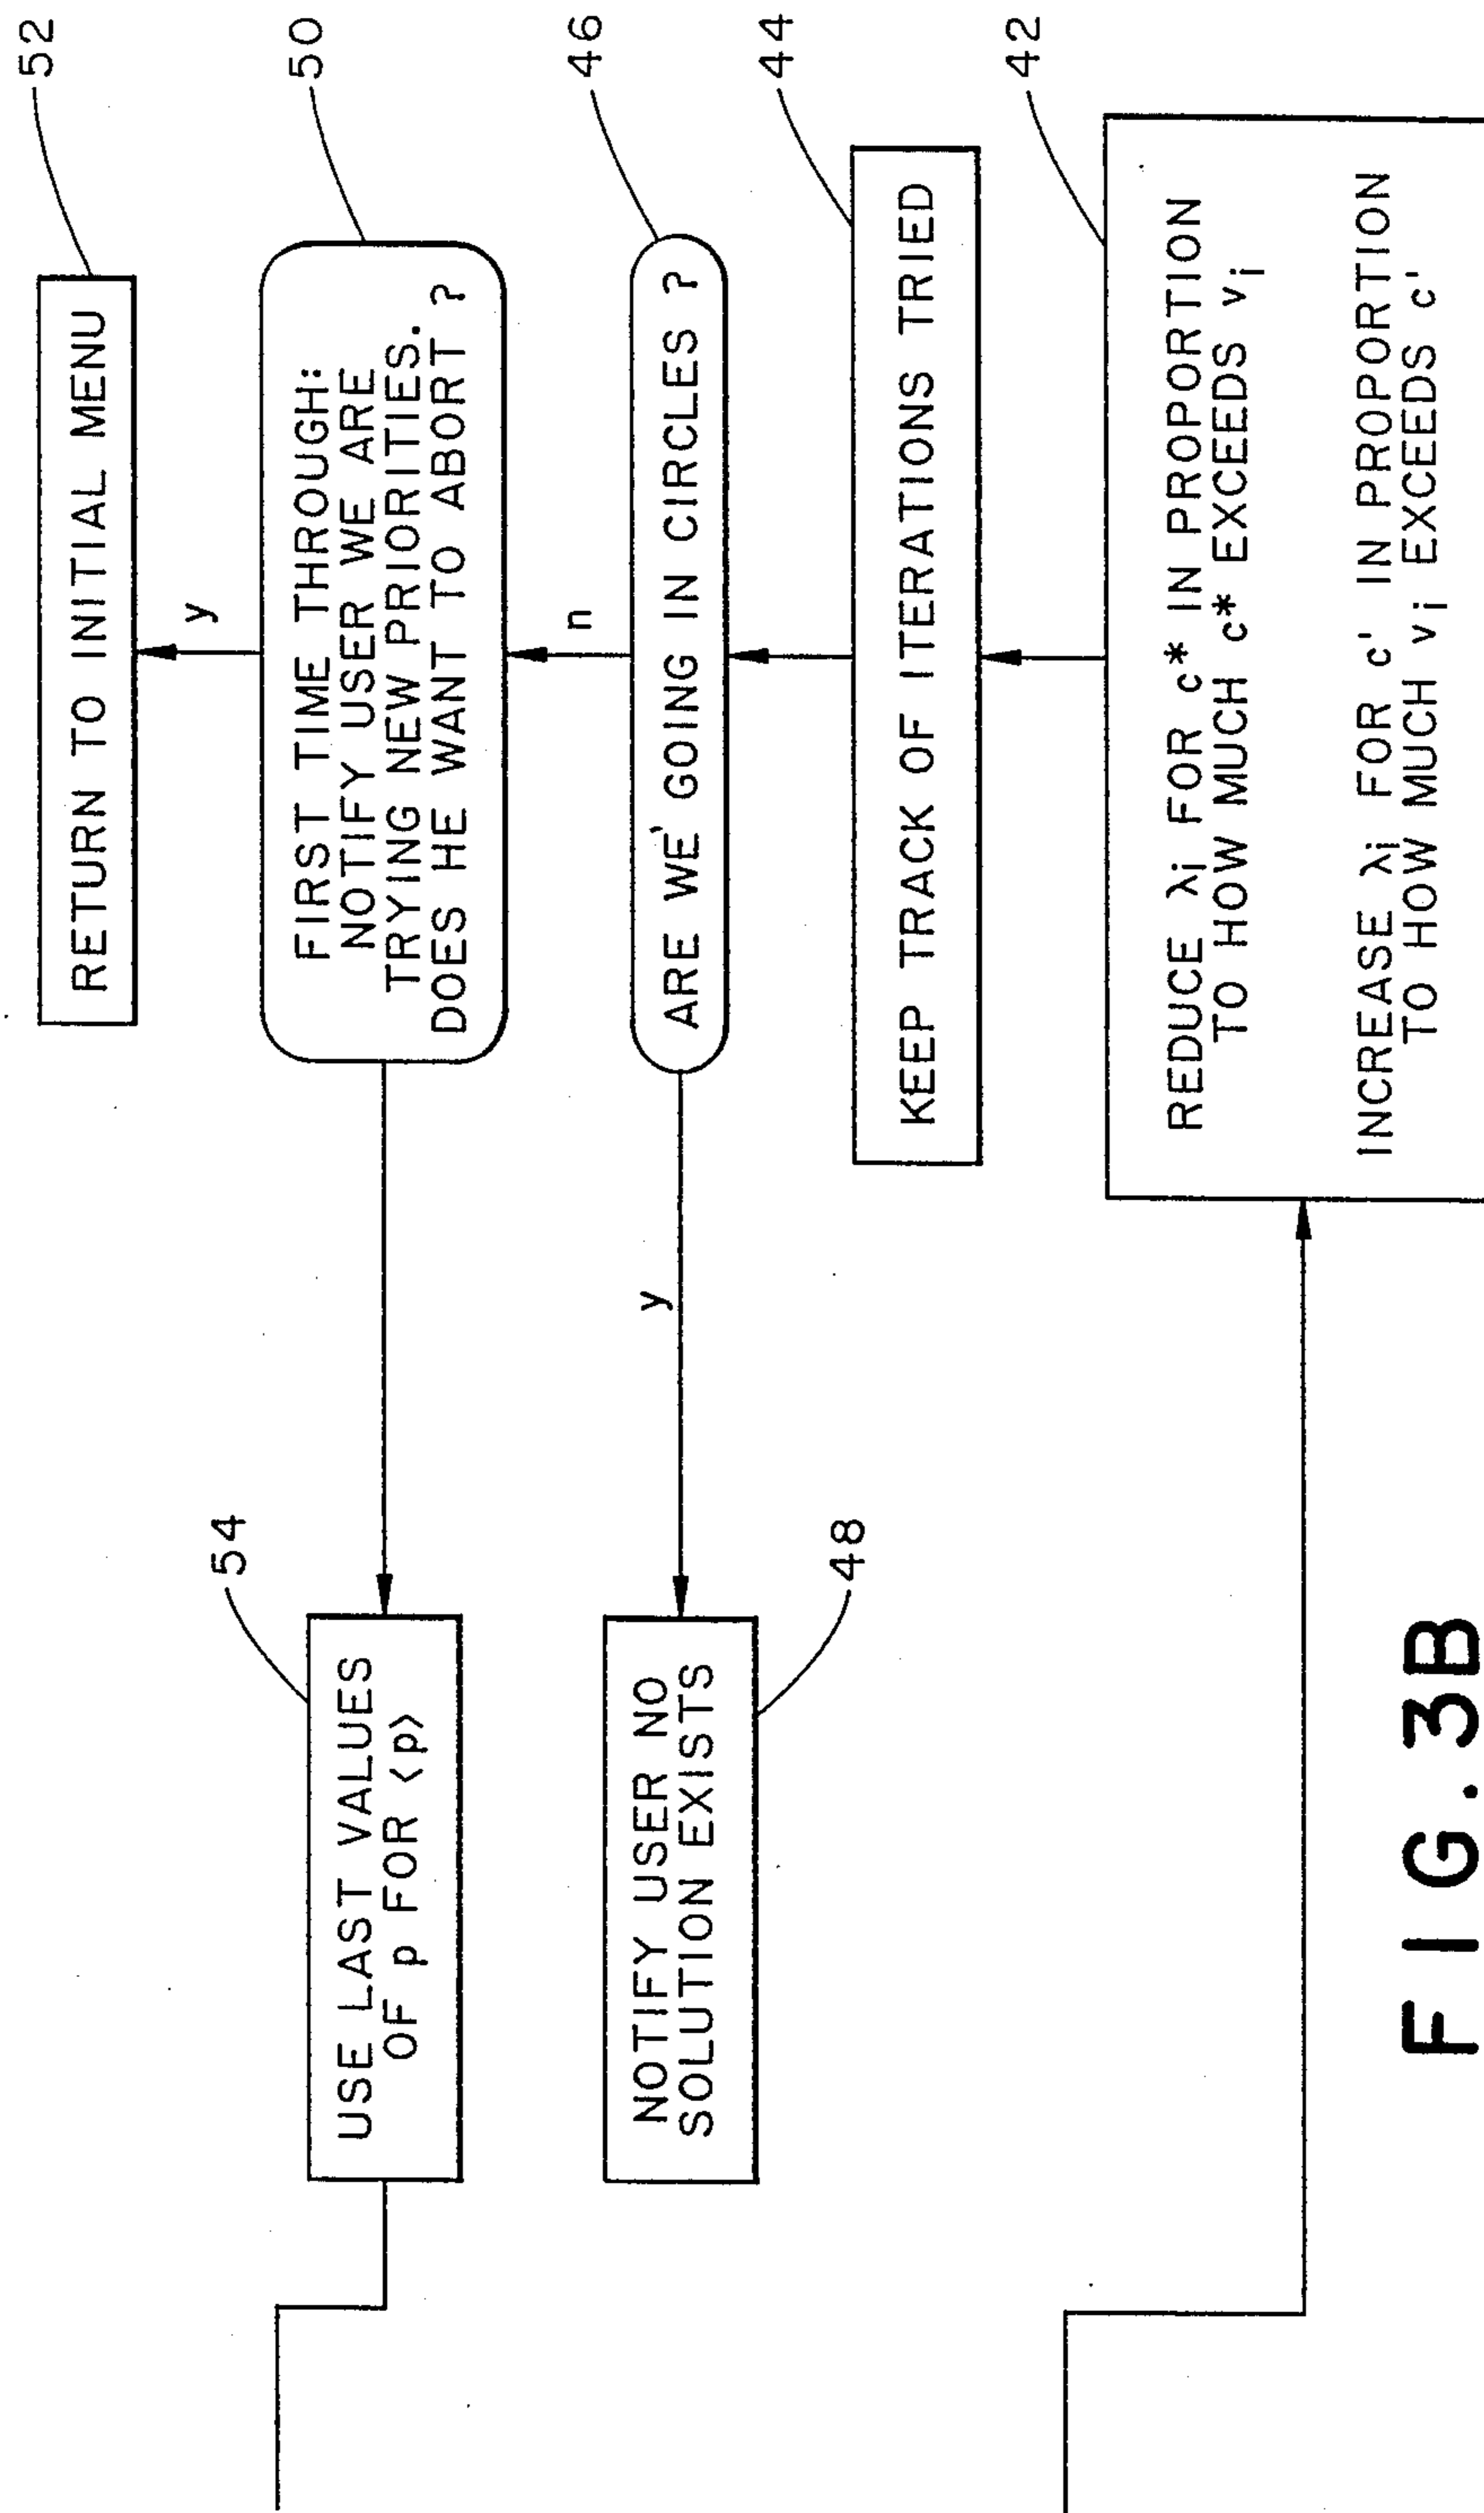 52
RETURN TO INITIAL MENU
y
50
FIRST TIME THROUGH:
NOTIFY USER WE ARE
TRYING NEW PRIORITIES.
DOES HE WANT TO ABORT ?
54
USE LAST VALUES
OF p FOR <p>
n
46
ARE WE GOING IN CIRCLES ?
y
NOTIFY USER NO
SOLUTION EXISTS
48
44
KEEP TRACK OF ITERATIONS TRIED
42
REDUCE λi FOR c* IN PROPORTION
TO HOW MUCH c* EXCEEDS vi
INCREASE λi FOR c' IN PROPORTION
TO HOW MUCH vi EXCEEDS c'
FIG. 3B